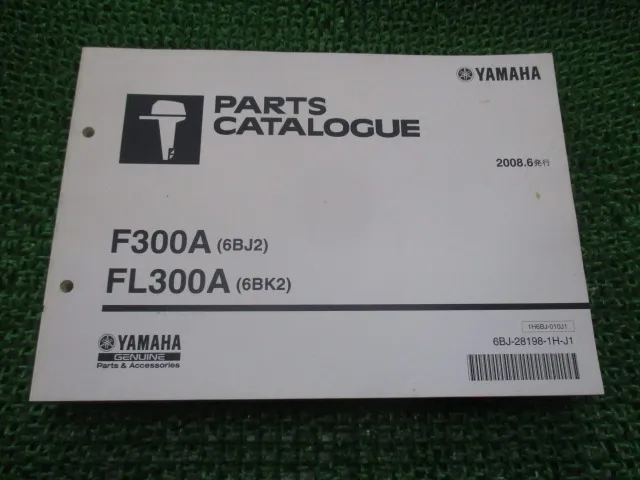 YAMAHA
PARTS
CATALOGUE
2008.6発行
F300A (6BJ2)
FL300A (6BK2)
1H6BJ-010J1
6BJ-28198-1H-J1
YAMAHA
GENUINE
Parts & Accessories